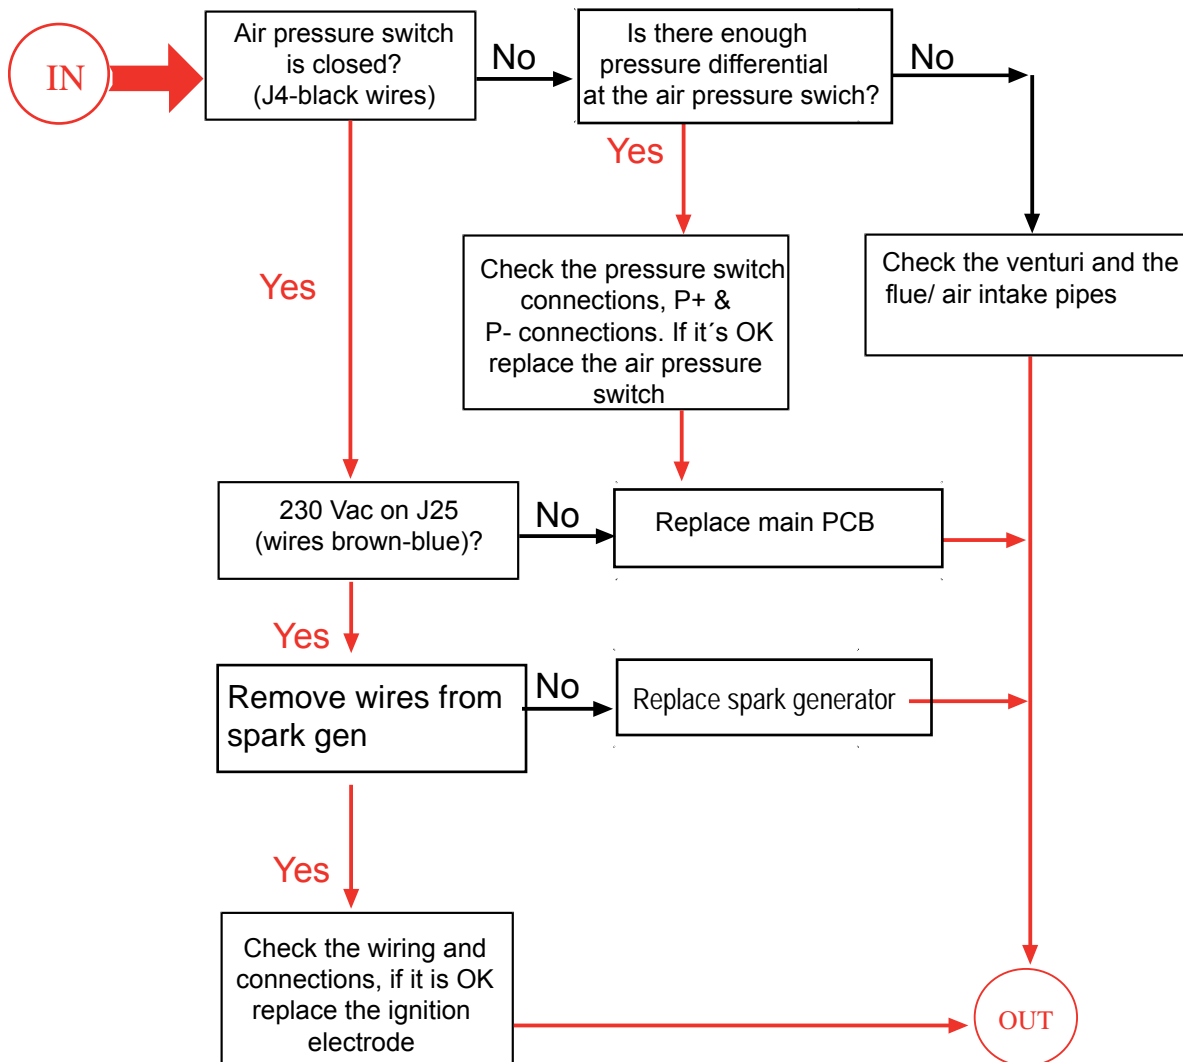 IN
Air pressure switch
is closed?
(J4-black wires)
No
Is there enough
pressure differential
at the air pressure swich?
No
Yes
Yes
Check the pressure switch
connections, P+ &
P- connections. If it´s OK
replace the air pressure
switch
Check the venturi and the
flue/ air intake pipes
230 Vac on J25
(wires brown-blue)?
No
Replace main PCB
Yes
Remove wires from
spark gen
No
Replace spark generator
Yes
Check the wiring and
connections, if it is OK
replace the ignition
electrode
OUT